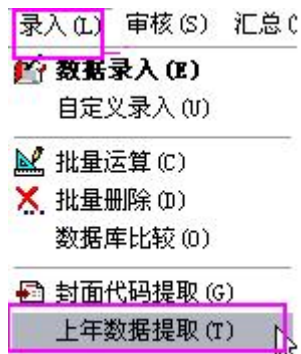 录入(L) 审核(S) 汇总(
数据录入(E)
自定义录入(U)
批量运算(C)
批量删除(D)
数据库比较(O)
封面代码提取(G)
上年数据提取(T)